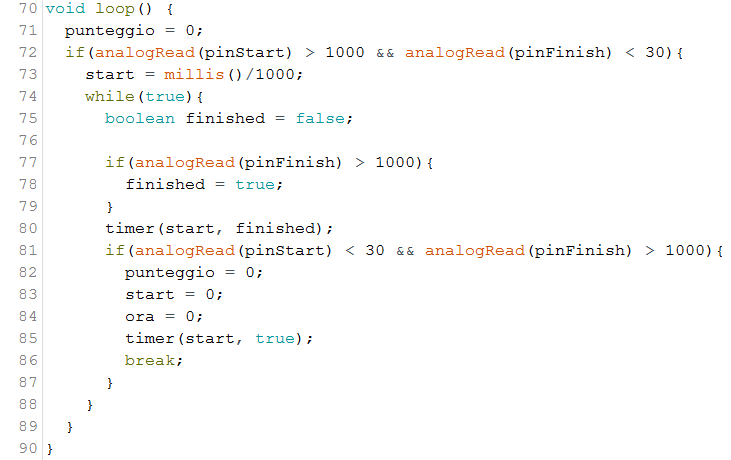 70 void loop() {
71   punteggio = 0;
72   if(analogRead(pinStart) > 1000 && analogRead(pinFinish) < 30){
73     start = millis()/1000;
74     while(true){
75       boolean finished = false;
76
77       if(analogRead(pinFinish) > 1000){
78         finished = true;
79       }
80       timer(start, finished);
81       if(analogRead(pinStart) < 30 && analogRead(pinFinish) > 1000){
82         punteggio = 0;
83         start = 0;
84         ora = 0;
85         timer(start, true);
86         break;
87       }
88     }
89   }
90 }